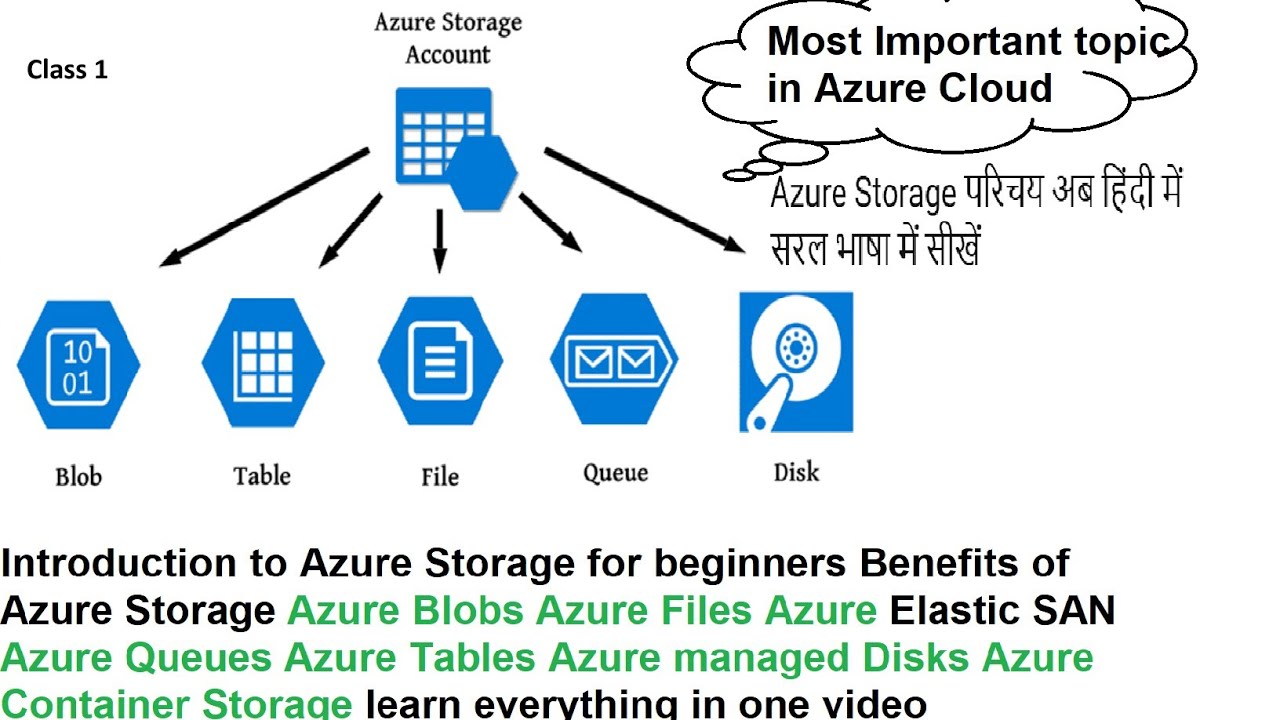 Azure Storage
Account
Class 1
Most Important topic
in Azure Cloud
Azure Storage परिचय अब हिंदी में
सरल भाषा में सीखें
10
01
Blob
Table
File
Queue
Disk
Introduction to Azure Storage for beginners Benefits of
Azure Storage Azure Blobs Azure Files Azure Elastic SAN
Azure Queues Azure Tables Azure managed Disks Azure
Container Storage learn everything in one video